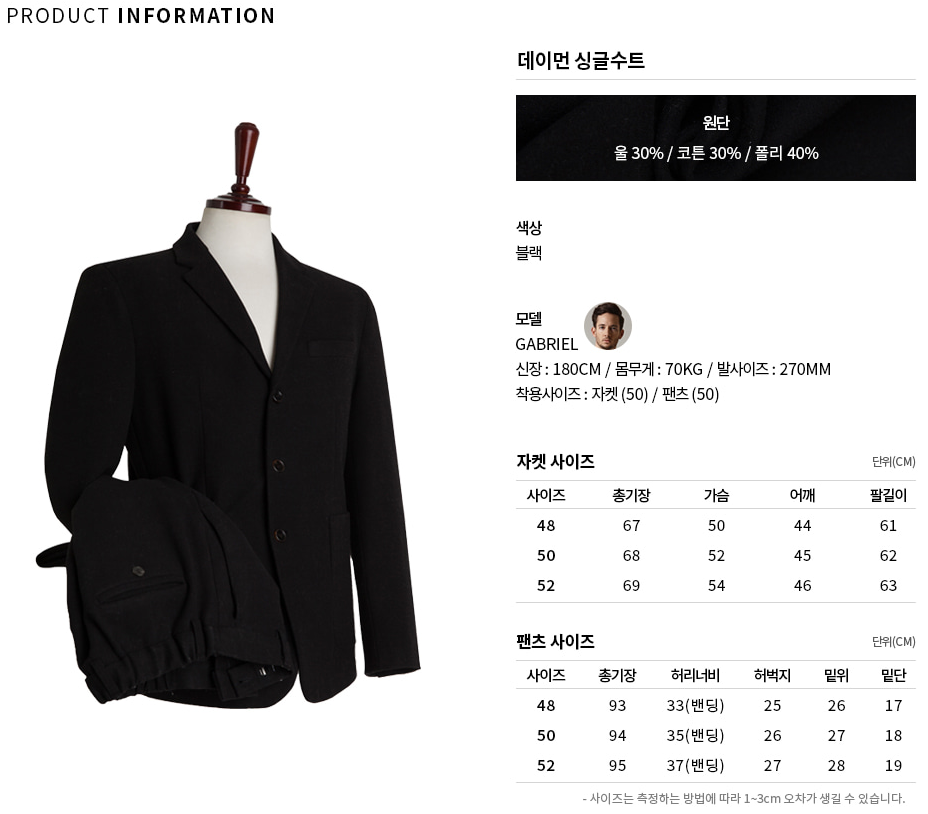 PRODUCT INFORMATION
데이먼 싱글수트
원단
울 30% / 코튼 30% / 폴리 40%
색상
블랙
모델
GABRIEL
신장 : 180CM / 몸무게 : 70KG / 발사이즈 : 270MM
착용사이즈 : 자켓 (50) / 팬츠 (50)
자켓 사이즈 단위(CM)
사이즈 총기장 가슴 어깨 팔길이
48 67 50 44 61
50 68 52 45 62
52 69 54 46 63
팬츠 사이즈 단위(CM)
사이즈 총기장 허리너비 허벅지 밑위 밑단
48 93 33(밴딩) 25 26 17
50 94 35(밴딩) 26 27 18
52 95 37(밴딩) 27 28 19
- 사이즈는 측정하는 방법에 따라 1~3cm 오차가 생길 수 있습니다.